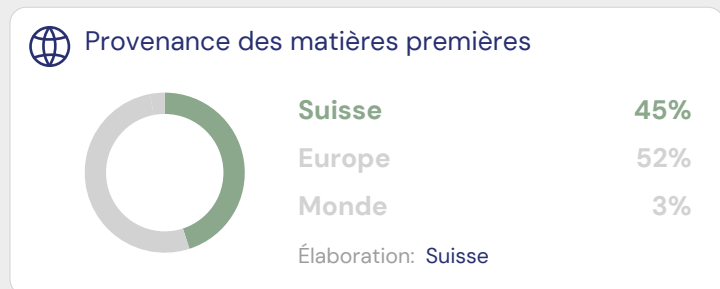 Provenance des matières premières
Suisse 45%
Europe 52%
Monde 3%
Élaboration: Suisse